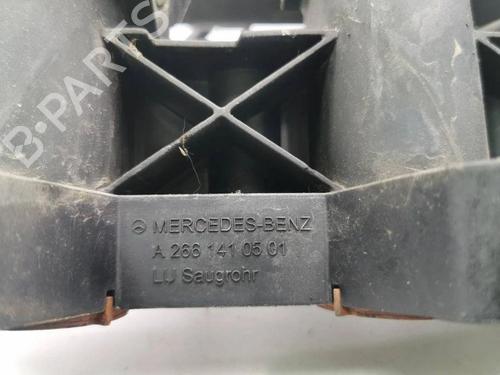 B-PARTS
MERCEDES-BENZ
A 266 141 05 01
LU Saugrohr